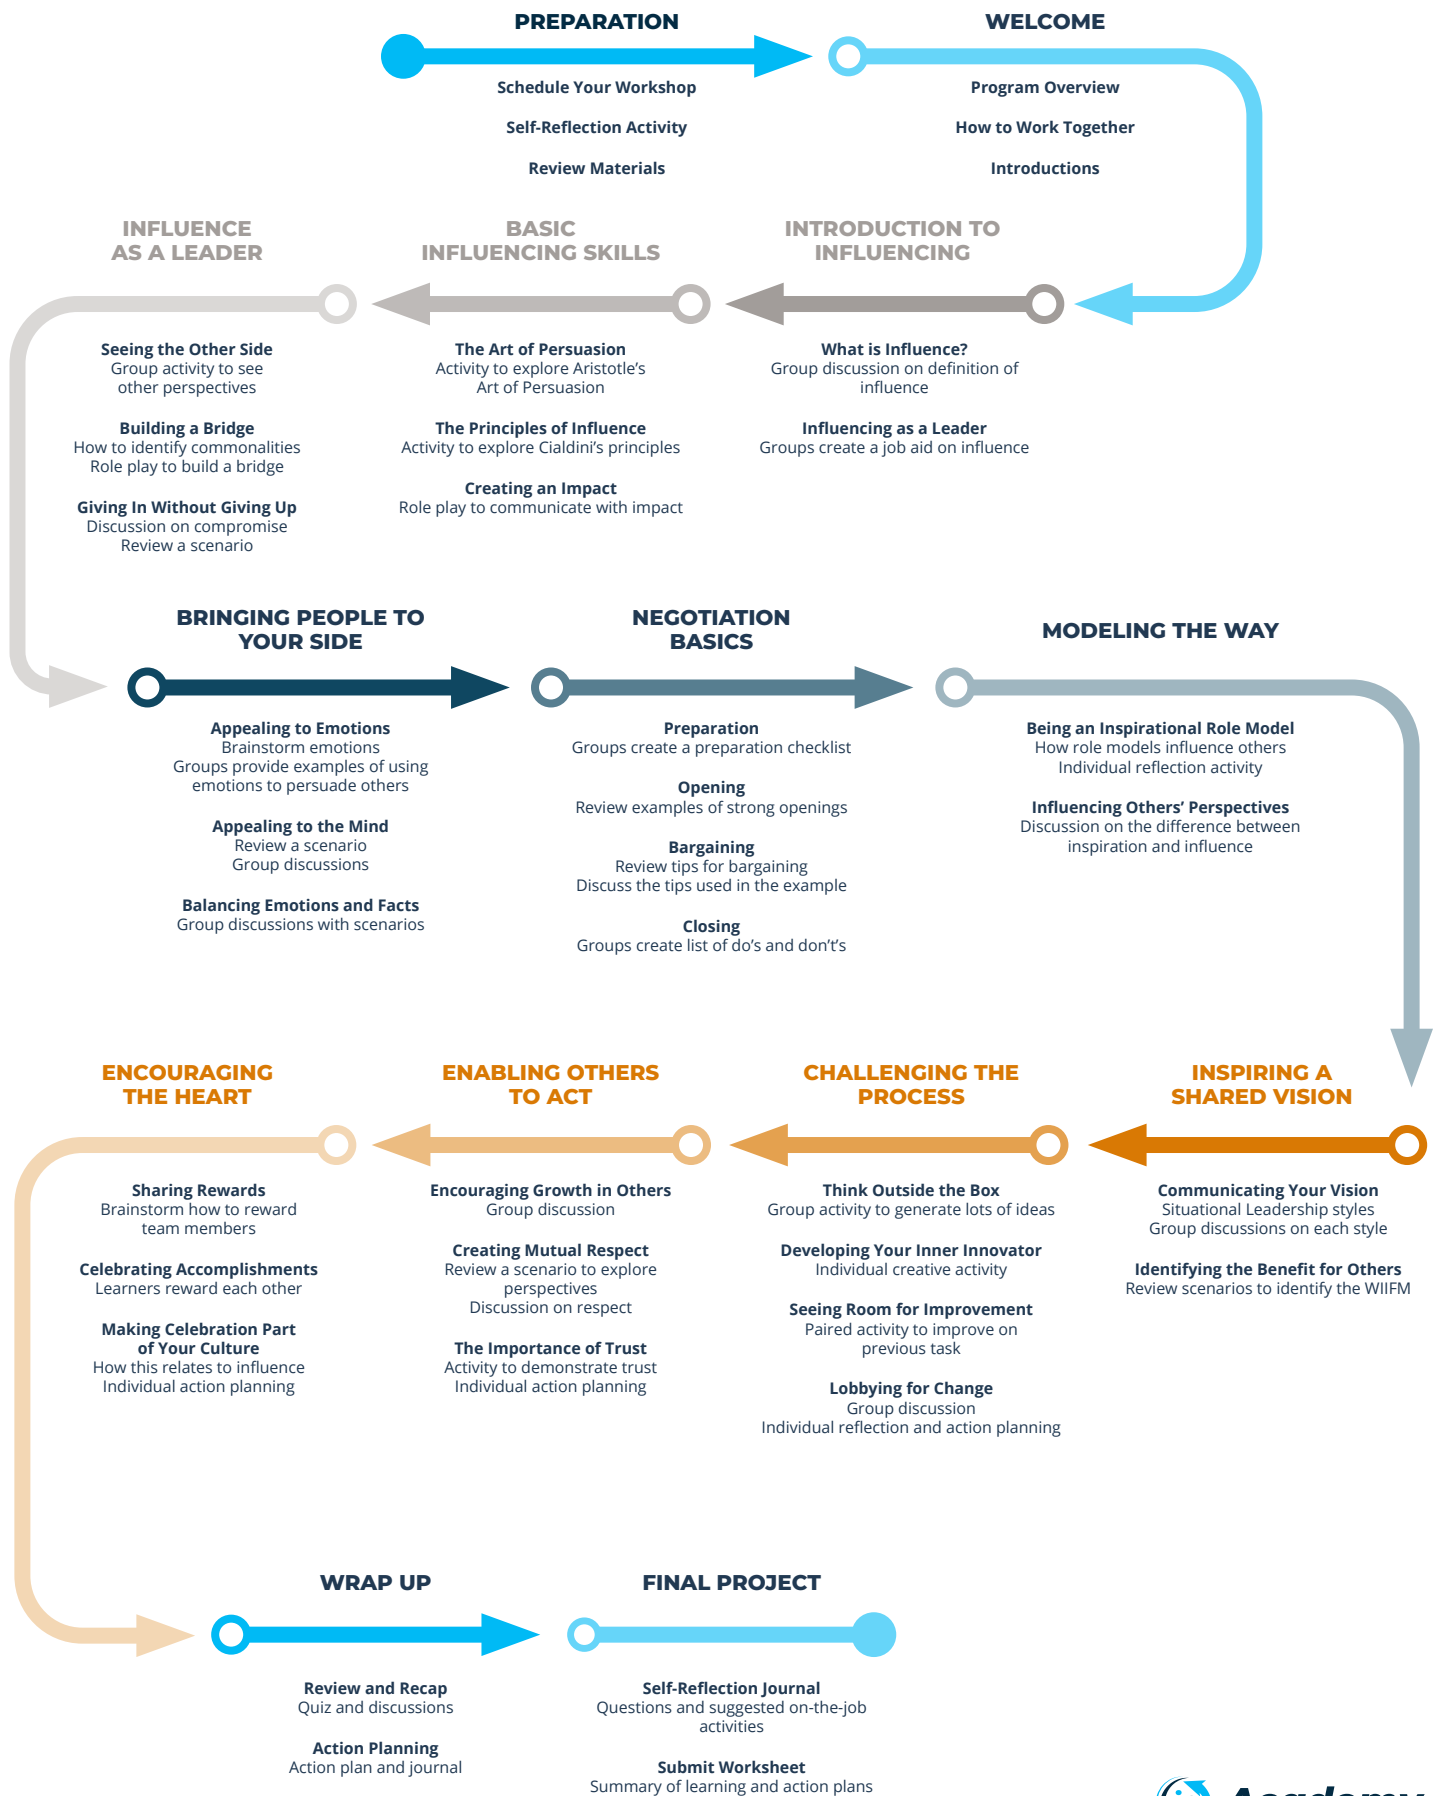 PREPARATION
Schedule Your Workshop
Self-Reflection Activity
Review Materials
WELCOME
Program Overview
How to Work Together
Introductions
INTRODUCTION TO
INFLUENCING
What is Influence?
Group discussion on definition of
influence
Influencing as a Leader
Groups create a job aid on influence
BASIC
INFLUENCING SKILLS
The Art of Persuasion
Activity to explore Aristotle’s
Art of Persuasion
The Principles of Influence
Activity to explore Cialdini’s principles
Creating an Impact
Role play to communicate with impact
INFLUENCE
AS A LEADER
Seeing the Other Side
Group activity to see
other perspectives
Building a Bridge
How to identify commonalities
Role play to build a bridge
Giving In Without Giving Up
Discussion on compromise
Review a scenario
BRINGING PEOPLE TO
YOUR SIDE
Appealing to Emotions
Brainstorm emotions
Groups provide examples of using
emotions to persuade others
Appealing to the Mind
Review a scenario
Group discussions
Balancing Emotions and Facts
Group discussions with scenarios
NEGOTIATION
BASICS
Preparation
Groups create a preparation checklist
Opening
Review examples of strong openings
Bargaining
Review tips for bargaining
Discuss the tips used in the example
Closing
Groups create list of do’s and don’t’s
MODELING THE WAY
Being an Inspirational Role Model
How role models influence others
Individual reflection activity
Influencing Others’ Perspectives
Discussion on the difference between
inspiration and influence
INSPIRING A
SHARED VISION
Communicating Your Vision
Situational Leadership styles
Group discussions on each style
Identifying the Benefit for Others
Review scenarios to identify the WIIFM
CHALLENGING THE
PROCESS
Think Outside the Box
Group activity to generate lots of ideas
Developing Your Inner Innovator
Individual creative activity
Seeing Room for Improvement
Paired activity to improve on
previous task
Lobbying for Change
Group discussion
Individual reflection and action planning
ENABLING OTHERS
TO ACT
Encouraging Growth in Others
Group discussion
Creating Mutual Respect
Review a scenario to explore
perspectives
Discussion on respect
The Importance of Trust
Activity to demonstrate trust
Individual action planning
ENCOURAGING
THE HEART
Sharing Rewards
Brainstorm how to reward
team members
Celebrating Accomplishments
Learners reward each other
Making Celebration Part
of Your Culture
How this relates to influence
Individual action planning
WRAP UP
Review and Recap
Quiz and discussions
Action Planning
Action plan and journal
FINAL PROJECT
Self-Reflection Journal
Questions and suggested on-the-job
activities
Submit Worksheet
Summary of learning and action plans
Academy